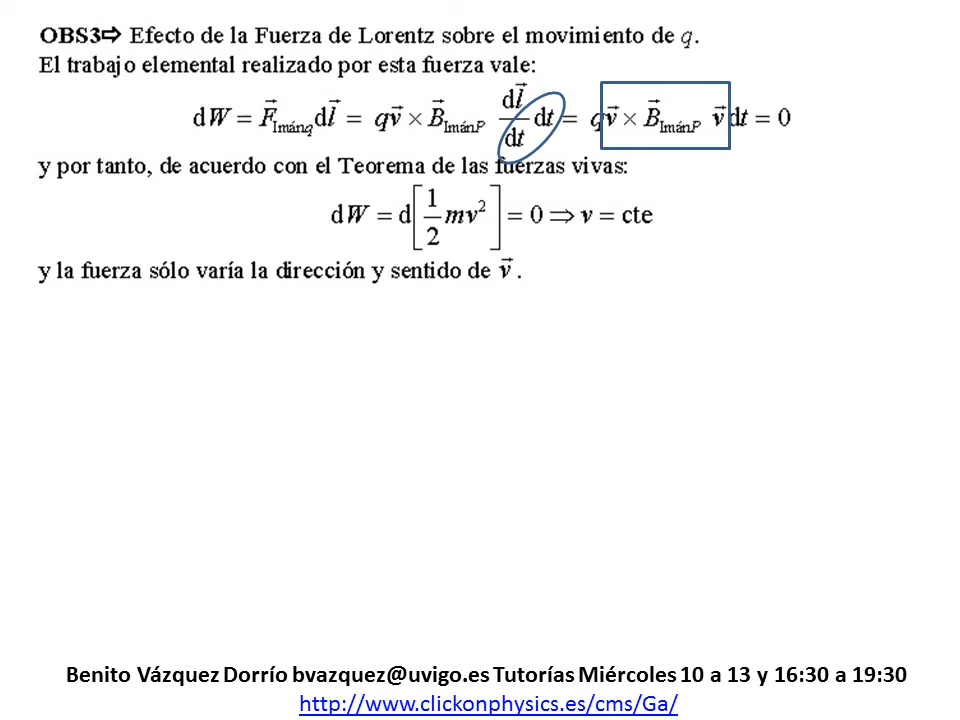 OBS3⇨ Efecto de la Fuerza de Lorentz sobre el movimiento de q.
El trabajo elemental realizado por esta fuerza vale:
dW = F⃗_Imánq dl⃗ = qv⃗ × B⃗_ImánP dl⃗/dt dt = qv⃗ × B⃗_ImánP v⃗ dt = 0
y por tanto, de acuerdo con el Teorema de las fuerzas vivas:
dW = d[1/2 mv²] = 0 ⇒ v = cte
y la fuerza sólo varía la dirección y sentido de v⃗ .
Benito Vázquez Dorrío bvazquez@uvigo.es Tutorías Miércoles 10 a 13 y 16:30 a 19:30
http://www.clickonphysics.es/cms/Ga/